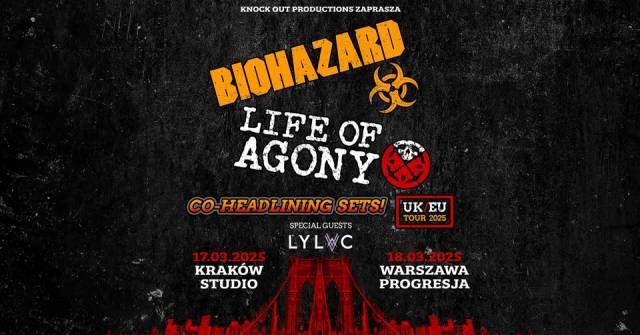 KNOCK OUT PRODUCTIONS ZAPRASZA
BIOHAZARD
LIFE OF
AGONY
CO-HEADLINING SETS!
UK/EU
TOUR 2025
SPECIAL GUESTS
LYLVC
17.03.2025
KRAKÓW
STUDIO
18.03.2025
WARSZAWA
PROGRESJA